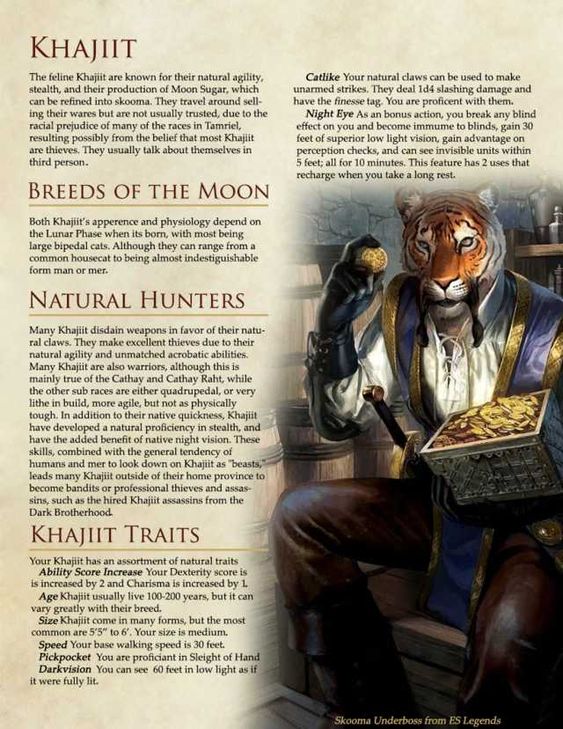 KHAJIIT
The feline Khajiit are known for their natural agility,
stealth, and their production of Moon Sugar, which
can be refined into skooma. They travel around sell-
ing their wares but are not usually trusted, due to the
racial prejudice of many of the races in Tamriel,
resulting possibly from the belief that most Khajiit
are thieves. They usually talk about themselves in
third person.
BREEDS OF THE MOON
Both Khajiit's apperence and physiology depend on
the Lunar Phase when its born, with most being
large bipedal cats. Although they can range from a
common housecat to being almost indestiguishable
form man or mer.
NATURAL HUNTERS
Many Khajiit disdain weapons in favor of their natu-
ral claws. They make excellent thieves due to their
natural agility and unmatched acrobatic abilities.
Many Khajiit are also warriors, although this is
mainly true of the Cathay and Cathay Raht, while
the other sub races are either quadrupedal, or very
lithe in build, more agile, but not as physically
tough. In addition to their native quickness, Khajiit
have developed a natural proficiency in stealth, and
have the added benefit of native night vision. These
skills, combined with the general tendency of
humans and mer to look down on Khajiit as "beasts,"
leads many Khajiit outside of their home province to
become bandits or professional thieves and assas-
sins, such as the hired Khajiit assassins from the
Dark Brotherhood.
KHAJIIT TRAITS
Your Khajiit has an assortment of natural traits
Ability Score Increase Your Dexterity score is
is increased by 2 and Charisma is increased by 1.
Age Khajiit usually live 100-200 years, but it can
vary greatly with their breed.
Size Khajiit come in many forms, but the most
common are 5'5" to 6'. Your size is medium.
Speed Your base walking speed is 30 feet.
Pickpocket You are proficiant in Sleight of Hand
Darkvision You can see 60 feet in low light as if
it were fully lit.
Catlike Your natural claws can be used to make
unarmed strikes. They deal 1d4 slashing damage and
have the finesse tag. You are proficent with them.
Night Eye As an bonus action, you break any blind
effect on you and become immune to blinds, gain 30
feet of superior low light vision, gain advantage on
perception checks, and can see invisible units within
5 feet; all for 10 minutes. This feature has 2 uses that
recharge when you take a long rest.
Skooma Underboss from ES Legends